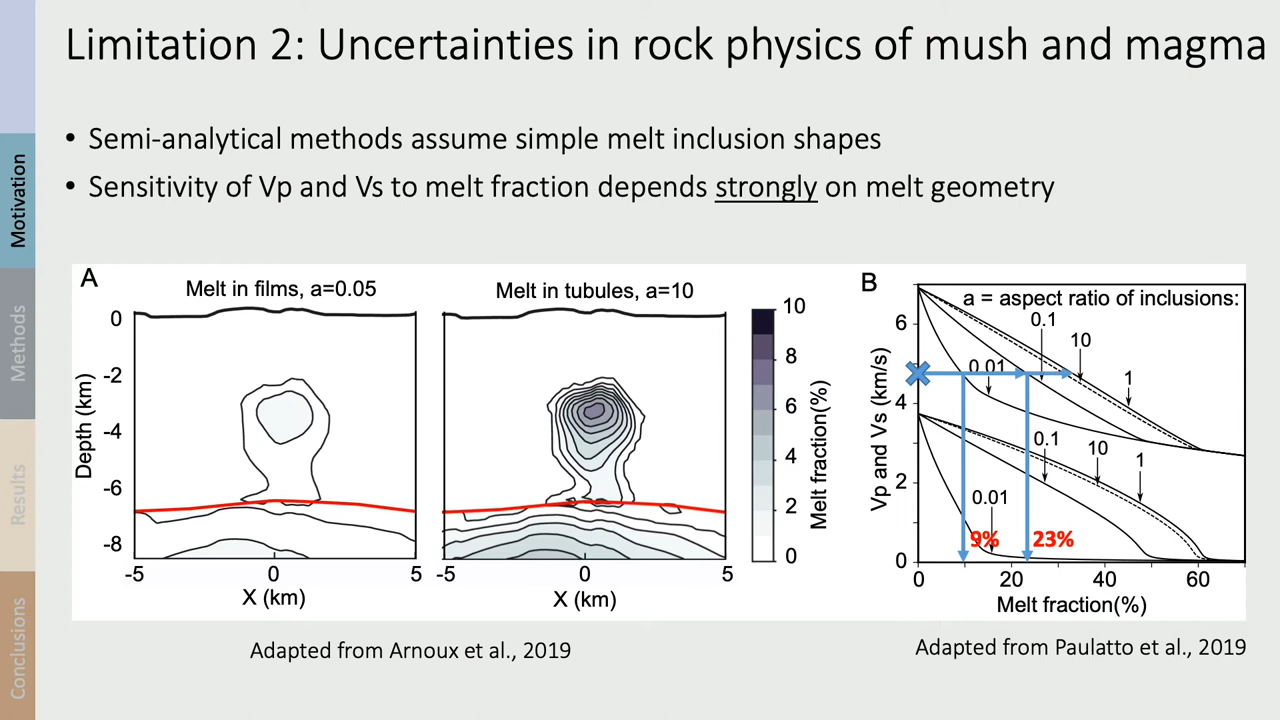 Limitation 2: Uncertainties in rock physics of mush and magma
• Semi-analytical methods assume simple melt inclusion shapes
• Sensitivity of Vp and Vs to melt fraction depends strongly on melt geometry
Motivation
Methods
Results
Conclusions
A
Melt in films, a=0.05
Melt in tubules, a=10
Depth (km)
0
-2
-4
-6
-8
-5
0
5
X (km)
-5
0
5
X (km)
10
8
6
4
2
0
Melt fraction(%)
Adapted from Arnoux et al., 2019
B
a = aspect ratio of inclusions:
0.1
10
1
0.01
0.1
10
1
0.01
9%
23%
Vp and Vs (km/s)
6
4
2
0
0
20
40
60
Melt fraction(%)
Adapted from Paulatto et al., 2019